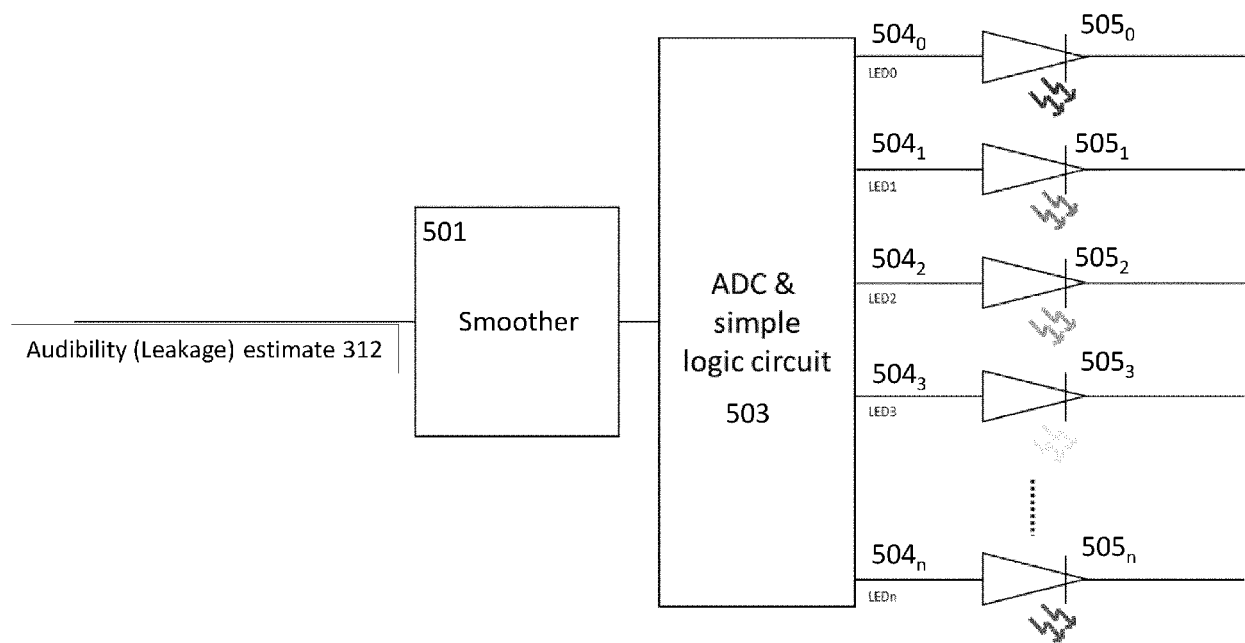 Audibility (Leakage) estimate 312
501
Smoother
ADC &
simple
logic circuit
503
504₀
LED0
505₀
504₁
LED1
505₁
504₂
LED2
505₂
504₃
LED3
505₃
504ₙ
LEDn
505ₙ